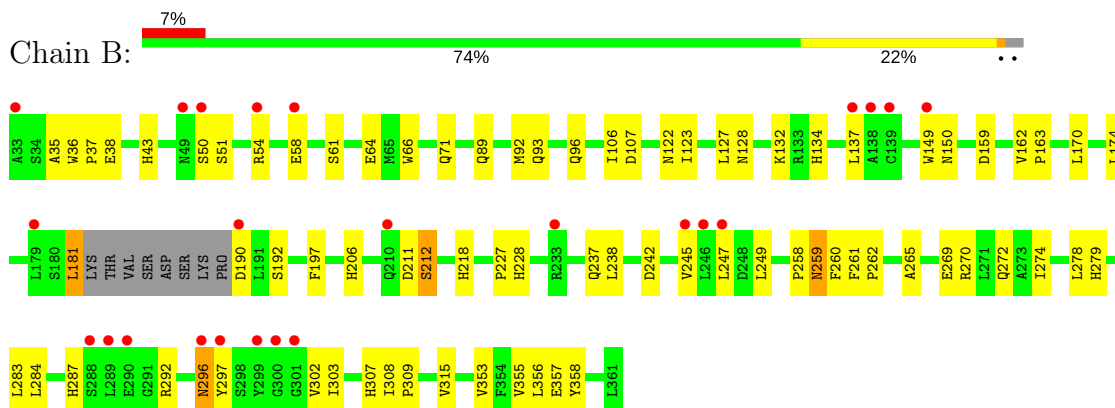 7%
Chain B:
74% 22% • •
A33 S34 A35 W36 P37 E38 H43 N49 S50 S51 R54 E58 S61 E64 M65 W66 Q71 Q89 M92 Q93 Q96 I106 D107 N122 I123 L127 N128 K132 R133 H134 L137 A138 C139 W149 N150 D159 V162 P163 L170 L174
L179 S180 L181 LYS THR VAL SER ASP SER LYS PRO D190 L191 S192 F197 H206 Q210 D211 S212 H218 P227 H228 R233 Q237 L238 D242 V245 L246 L247 D248 L249 P258 N259 F260 F261 P262 A265 E269 R270 L271 Q272 A273 I274 L278 H279
L283 L284 H287 S288 L289 E290 G291 R292 N296 Y297 S298 Y299 G300 G301 V302 I303 H307 I308 P309 V315 V353 F354 V355 L356 E357 Y358 L361